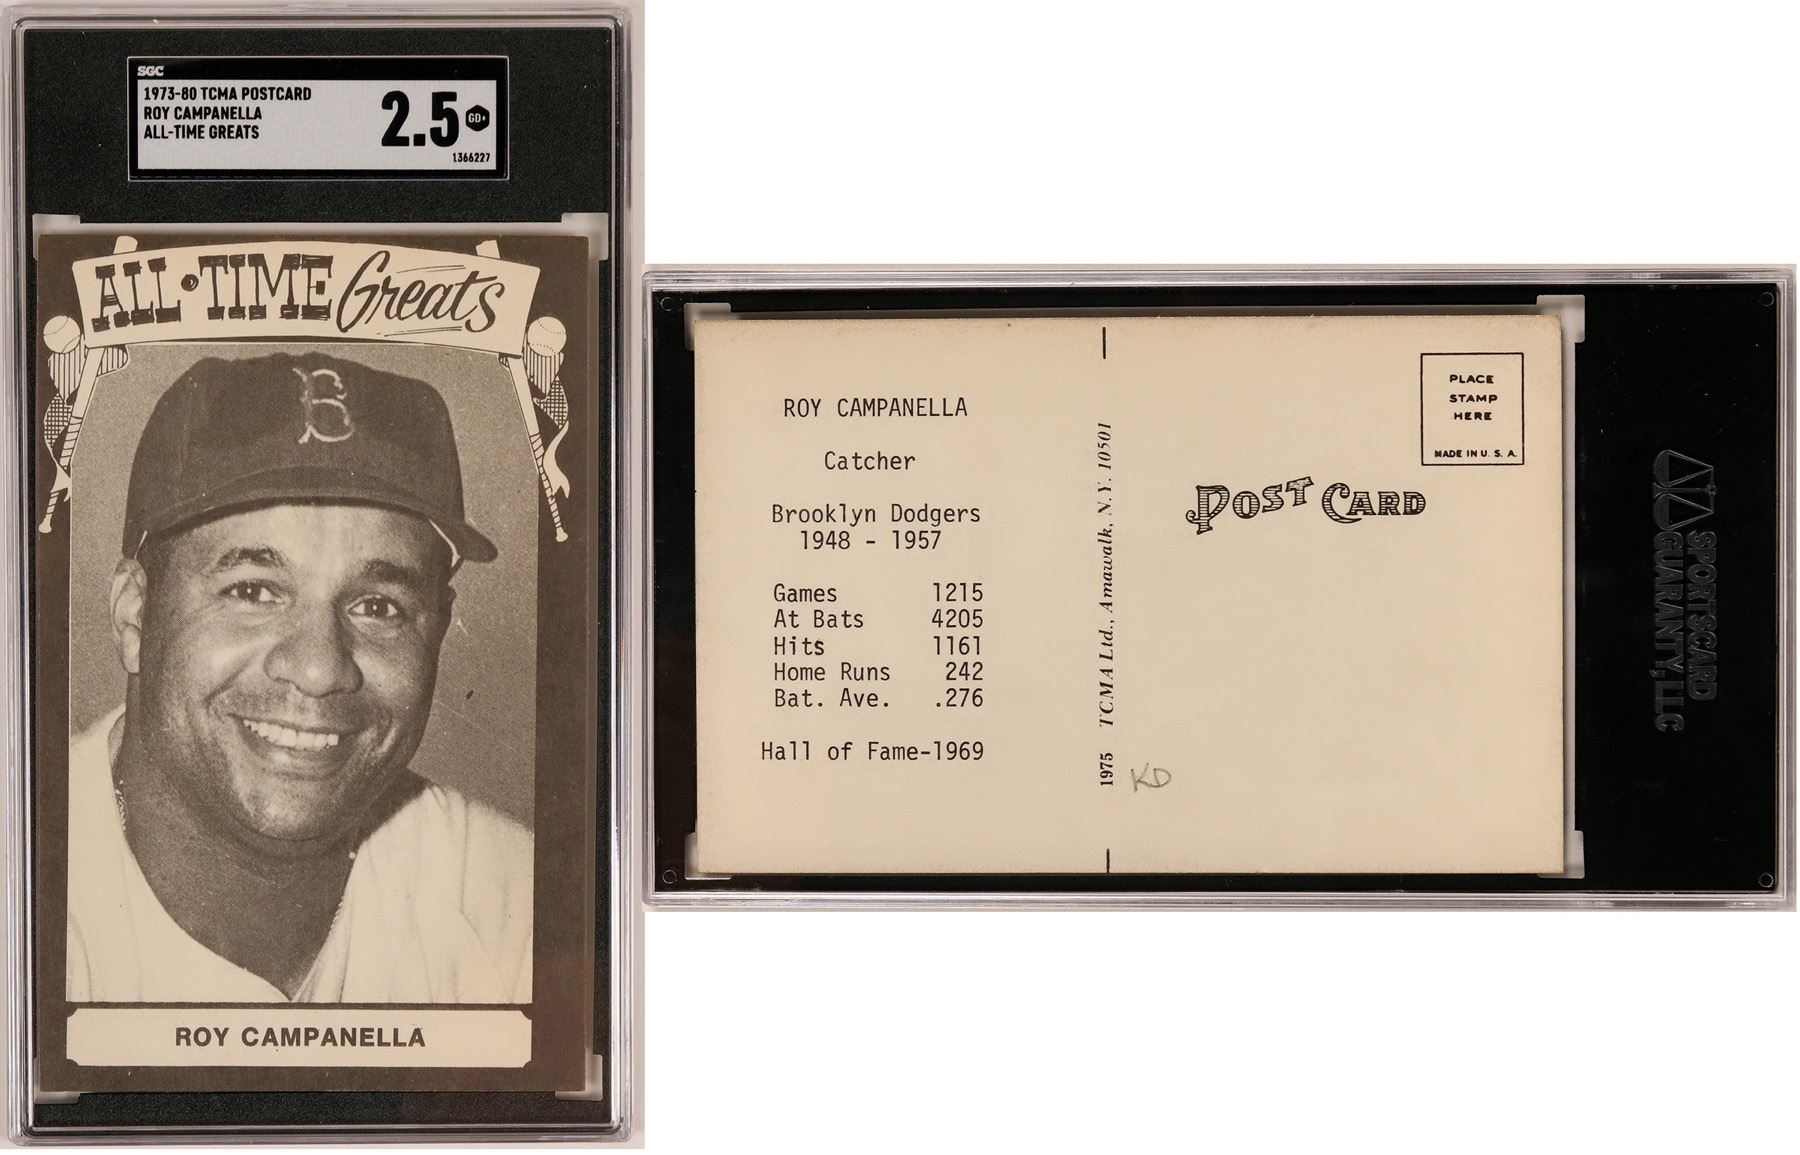 SGC
1973-80 TCMA POSTCARD
ROY CAMPANELLA
ALL-TIME GREATS
2.5
GD+
1366227
ALL·TIME Greats
B
ROY CAMPANELLA
ROY CAMPANELLA
Catcher
Brooklyn Dodgers
1948 - 1957
Games 1215
At Bats 4205
Hits 1161
Home Runs 242
Bat. Ave. .276
Hall of Fame-1969
1975 TCMA Ltd., Amawalk, N.Y. 10501
KD
POST CARD
PLACE
STAMP
HERE
MADE IN U. S. A.
SPORTSCARD
GUARANTY, LLC